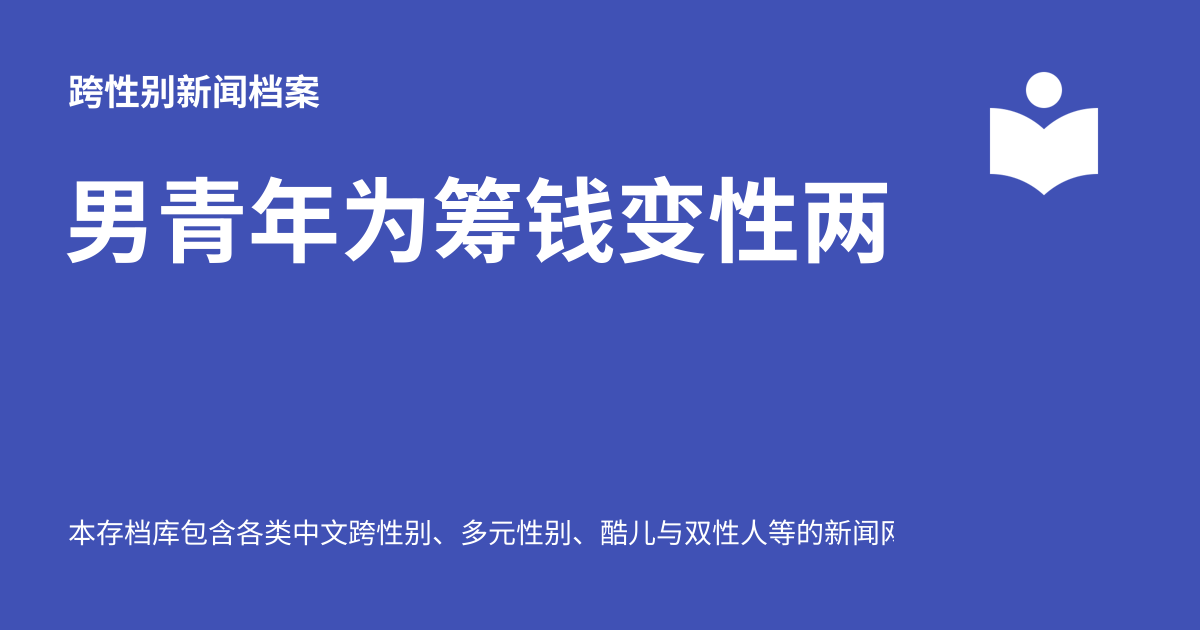 跨性别新闻档案
男青年为筹钱变性两
本存档库包含各类中文跨性别、多元性别、酷儿与双性人等的新闻网